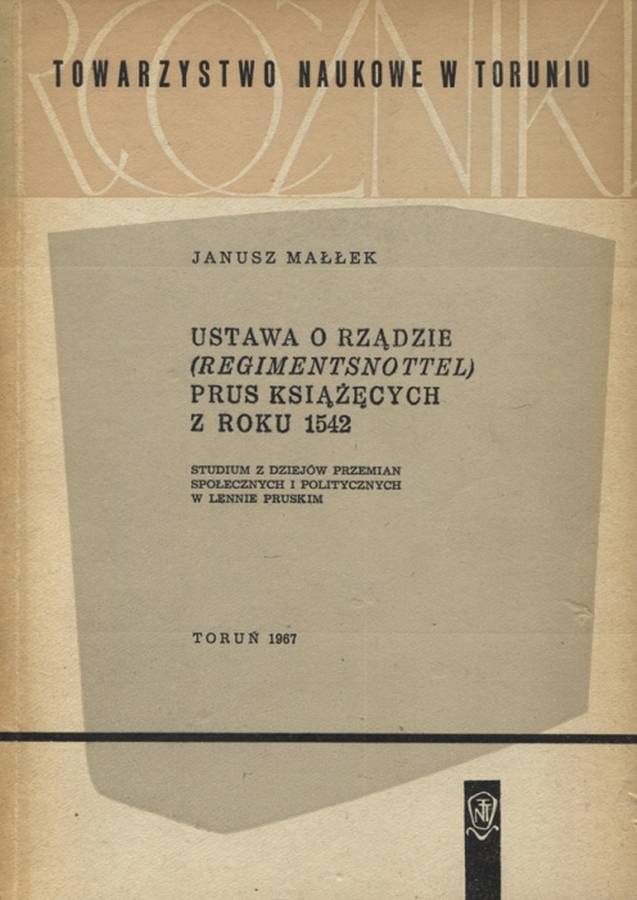 ROCZNIKI
TOWARZYSTWO NAUKOWE W TORUNIU
JANUSZ MAŁŁEK
USTAWA O RZĄDZIE
(REGIMENTSNOTTEL)
PRUS KSIĄŻĘCYCH
Z ROKU 1542
STUDIUM Z DZIEJÓW PRZEMIAN
SPOŁECZNYCH I POLITYCZNYCH
W LENNIE PRUSKIM
TORUŃ 1967
TNT